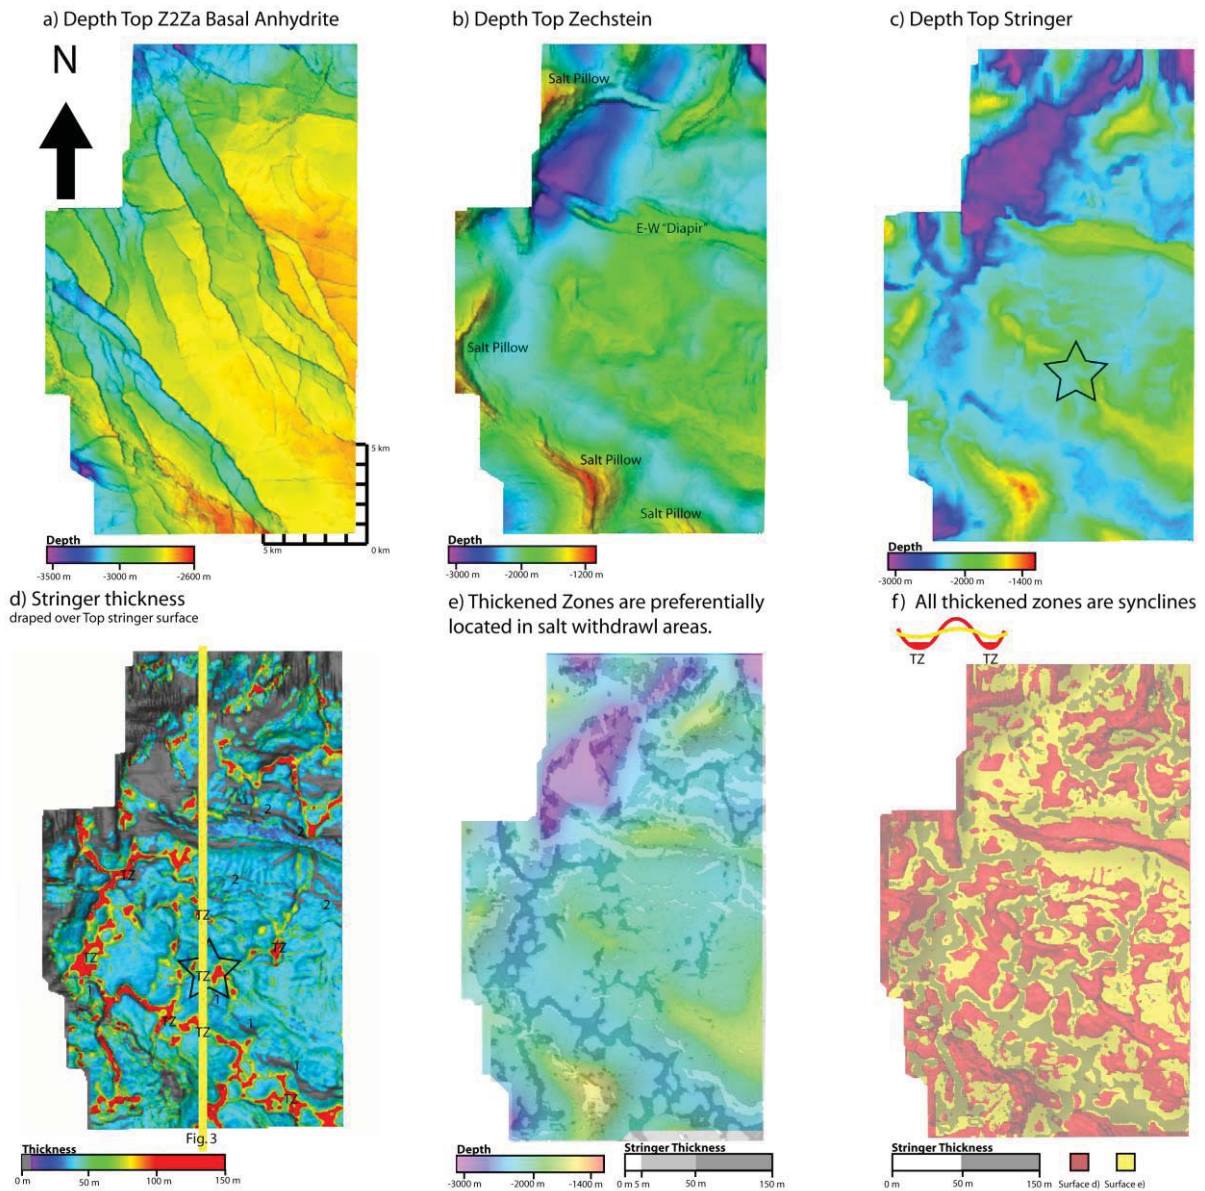 a) Depth Top Z2Za Basal Anhydrite
N
5 km
5 km
0 km
Depth
-3500 m
-3000 m
-2600 m
b) Depth Top Zechstein
Salt Pillow
E-W "Diapir"
Salt Pillow
Salt Pillow
Salt Pillow
Depth
-3000 m
-2000 m
-1200 m
c) Depth Top Stringer
Depth
-3000 m
-2000 m
-1400 m
d) Stringer thickness
draped over Top stringer surface
2
2
TZ
2
2
TZ
TZ
TZ
TZ
1
1
TZ
TZ
1
1
TZ
Fig. 3
Thickness
0 m
50 m
100 m
150 m
e) Thickened Zones are preferentially
located in salt withdrawl areas.
Depth
-3000 m
-2000 m
-1400 m
Stringer Thickness
0 m
5 m
50 m
150 m
f) All thickened zones are synclines
TZ
TZ
Stringer Thickness
0 m
50 m
150 m
Surface d)
Surface e)